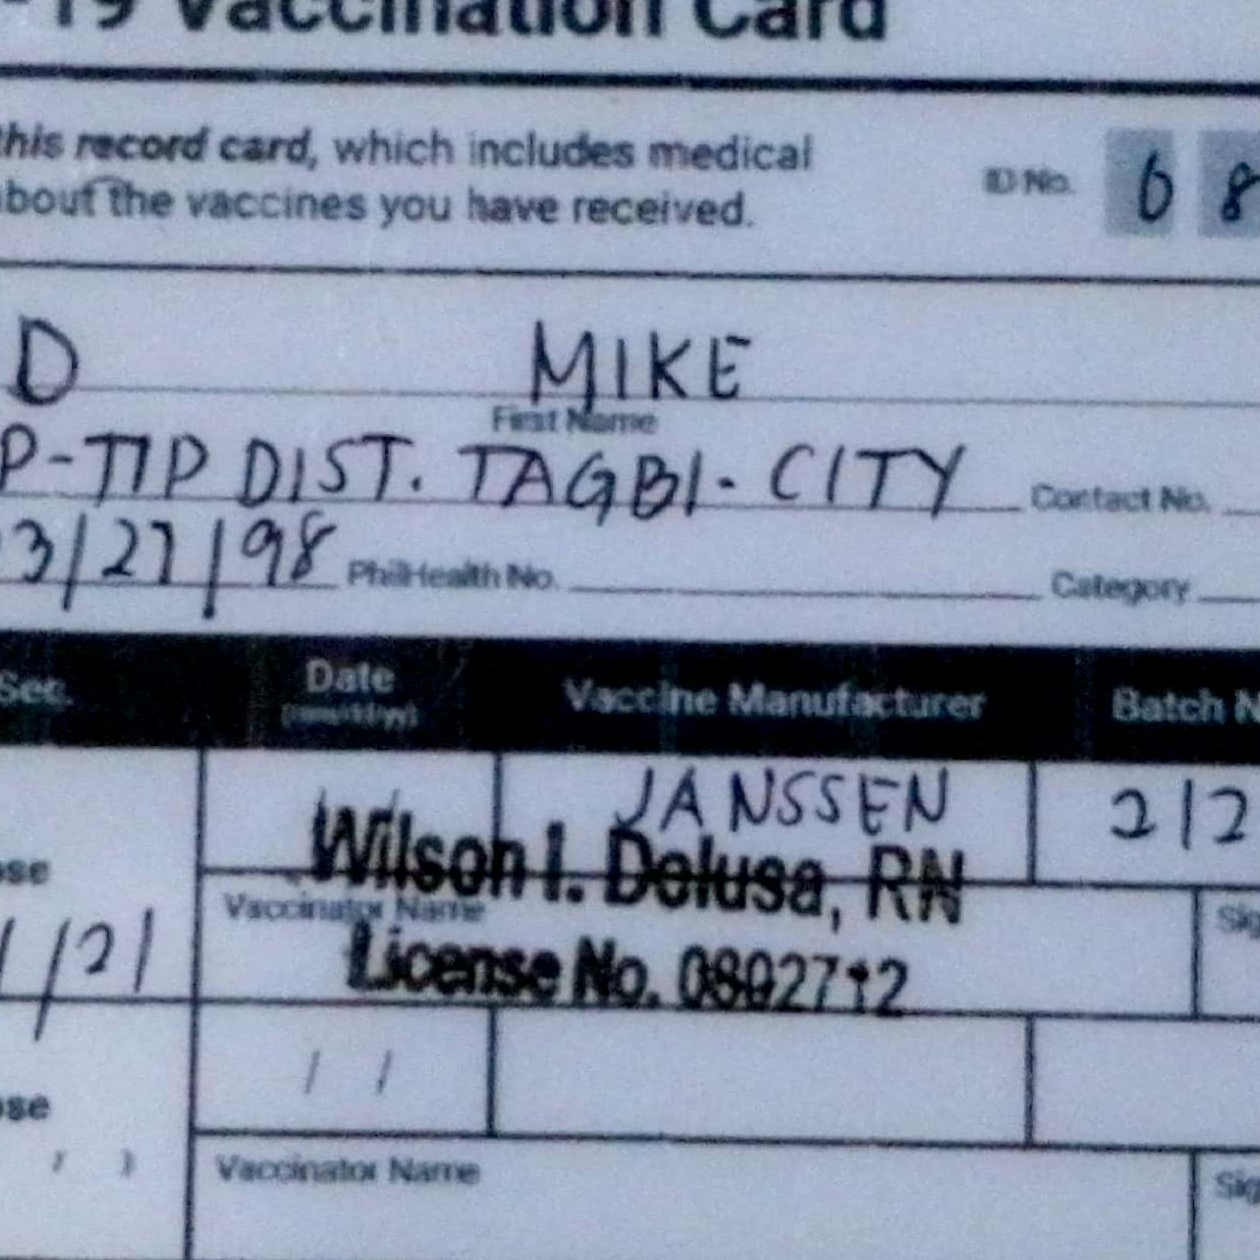 -19 Vaccination Card
this record card, which includes medical
about the vaccines you have received.
ID No. 6 8
D MIKE
First Name
P-TIP DIST. TAGBI- CITY Contact No.
3/27/98 PhilHealth No. Category
Sec. Date Vaccine Manufacturer Batch N
(mm/dd/yy)
JANSSEN 212
Wilson I. Dolusa, RN
ose
Vaccinator Name Sig
License No. 0802712
/21
/ /
ose
Vaccinator Name Sig